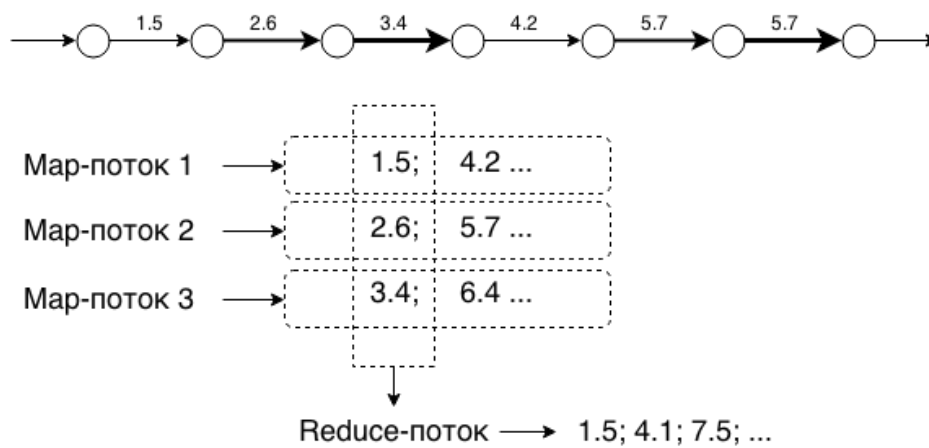 1.5 2.6 3.4 4.2 5.7 5.7
Map-поток 1 1.5; 4.2 ...
Map-поток 2 2.6; 5.7 ...
Map-поток 3 3.4; 6.4 ...
Reduce-поток 1.5; 4.1; 7.5; ...